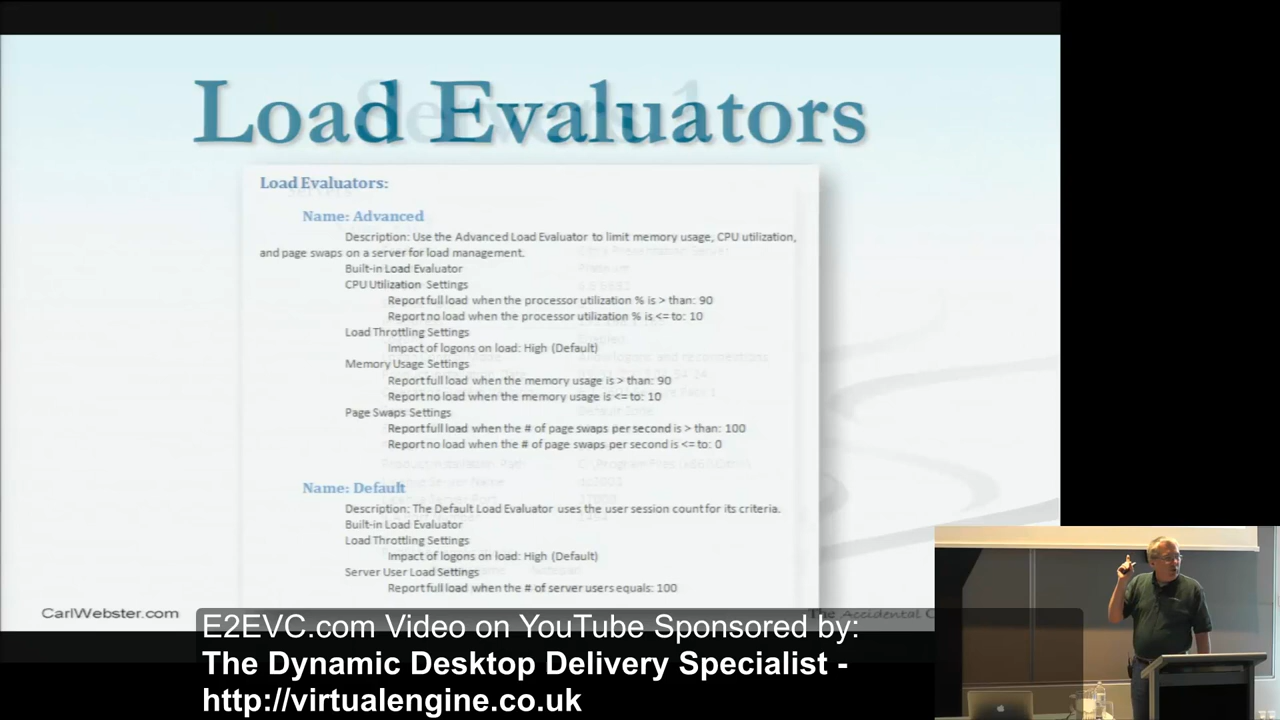 Load Evaluators
Load Evaluators:
Name: Advanced
Description: Use the Advanced Load Evaluator to limit memory usage, CPU utilization,
and page swaps on a server for load management.
Built-in Load Evaluator
CPU Utilization Settings
Report full load when the processor utilization % is > than: 90
Report no load when the processor utilization % is <= to: 10
Load Throttling Settings
Impact of logons on load: High (Default)
Memory Usage Settings
Report full load when the memory usage is > than: 90
Report no load when the memory usage is <= to: 10
Page Swaps Settings
Report full load when the # of page swaps per second is > than: 100
Report no load when the # of page swaps per second is <= to: 0
Name: Default
Description: The Default Load Evaluator uses the user session count for its criteria.
Built-in Load Evaluator
Load Throttling Settings
Impact of logons on load: High (Default)
Server User Load Settings
Report full load when the # of server users equals: 100
CarlWebster.com
The Accidental
E2EVC.com Video on YouTube Sponsored by:
The Dynamic Desktop Delivery Specialist -
http://virtualengine.co.uk